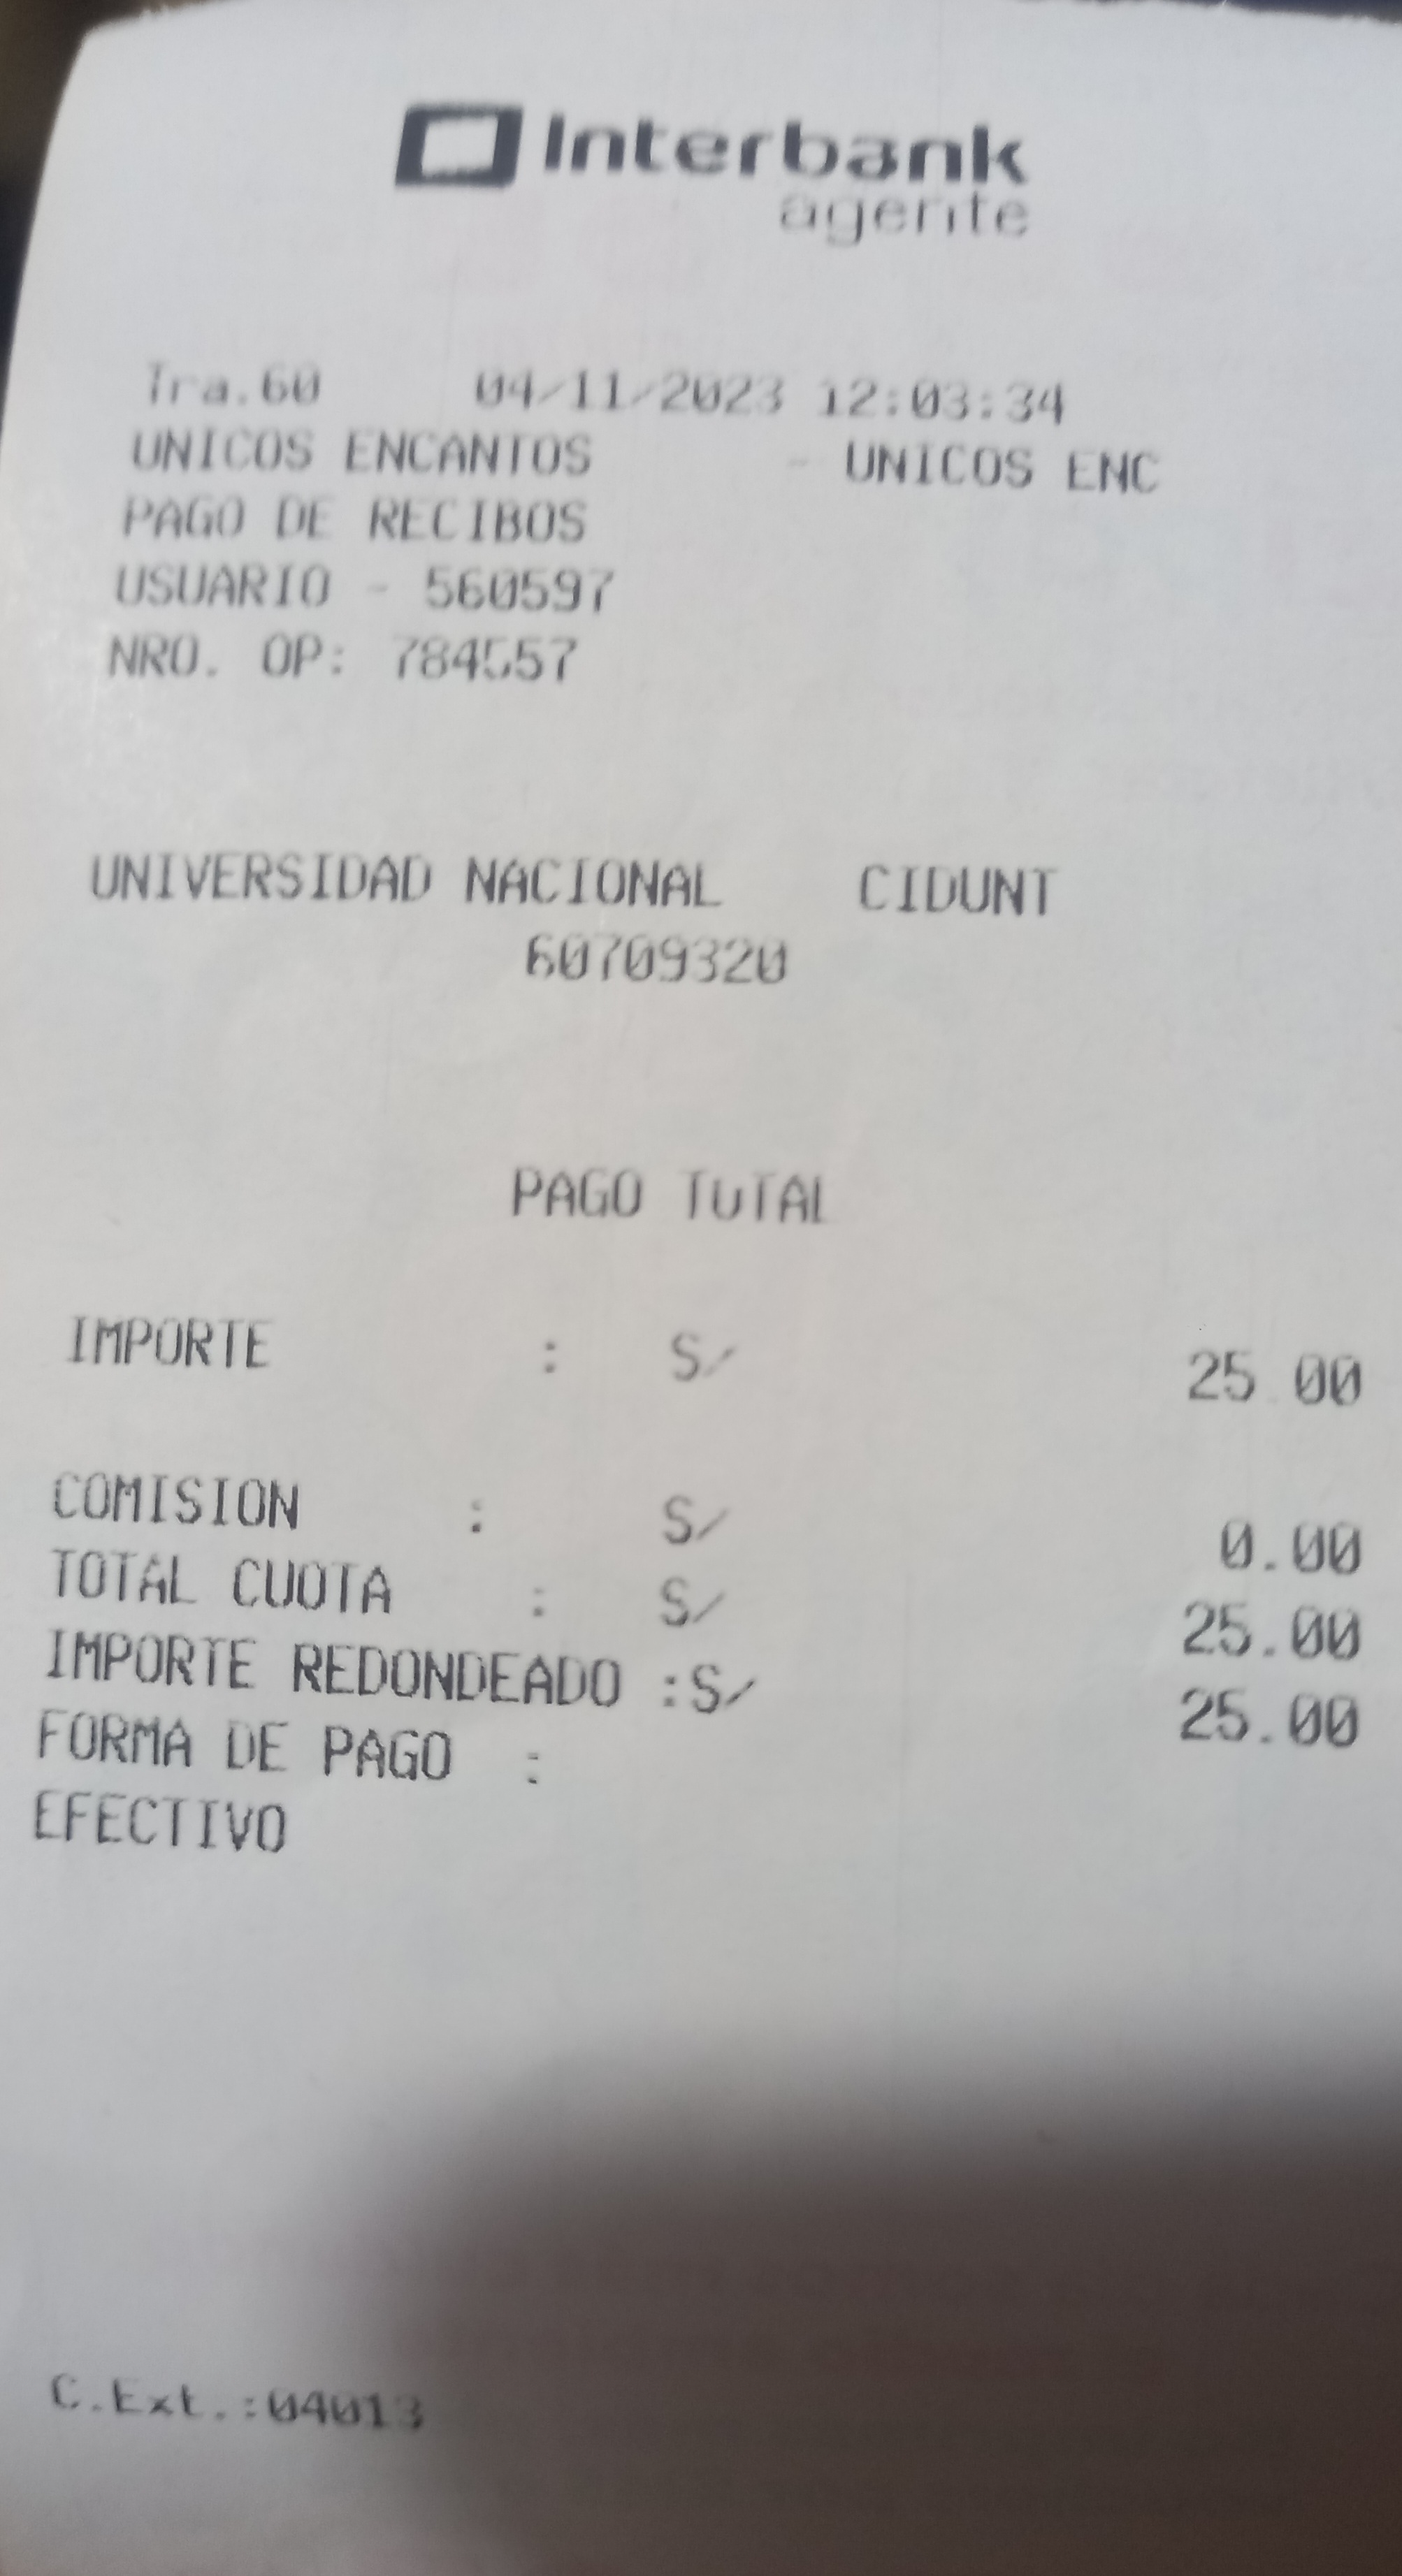 Interbank
agente
Tra.60 04/11/2023 12:03:34
UNICOS ENCANTOS - UNICOS ENC
PAGO DE RECIBOS
USUARIO - 560597
NRO. OP: 784557
UNIVERSIDAD NACIONAL CIDUNT
60709320
PAGO TOTAL
IMPORTE : S/ 25.00
COMISION : S/ 0.00
TOTAL CUOTA : S/ 25.00
IMPORTE REDONDEADO :S/ 25.00
FORMA DE PAGO :
EFECTIVO
C.Ext.:04013